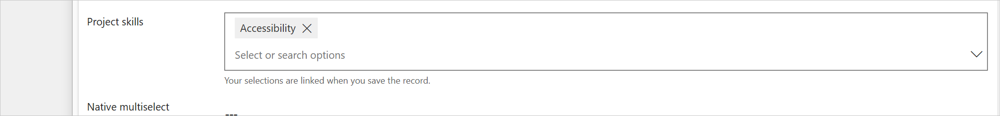 Project skills
Accessibility
Select or search options
Your selections are linked when you save the record.
Native multiselect
---